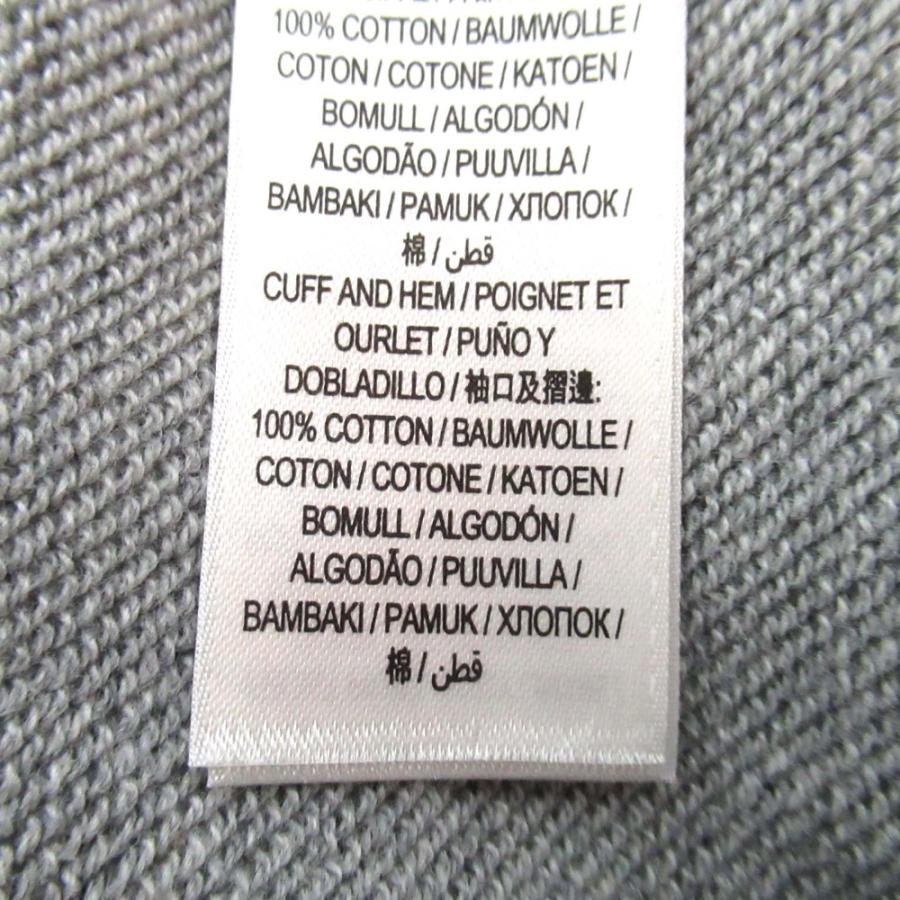 100% COTTON / BAUMWOLLE /
COTON / COTONE / KATOEN /
BOMULL / ALGODÓN /
ALGODÃO / PUUVILLA /
BAMBAKI / PAMUK / ХЛОПОК /
棉 / قطن
CUFF AND HEM / POIGNET ET
OURLET / PUÑO Y
DOBLADILLO / 袖口及摺邊:
100% COTTON / BAUMWOLLE /
COTON / COTONE / KATOEN /
BOMULL / ALGODÓN /
ALGODÃO / PUUVILLA /
BAMBAKI / PAMUK / ХЛОПОК /
棉 / قطن